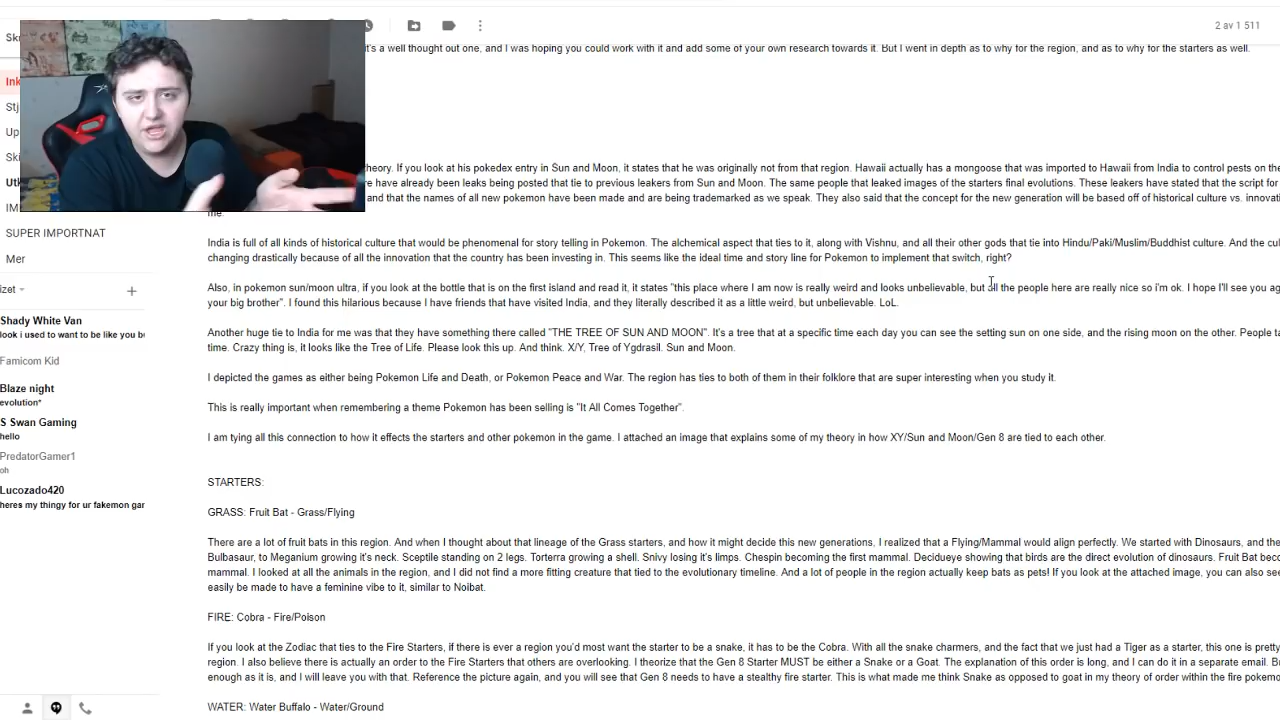 2 av 1 511
Sk
it's a well thought out one, and I was hoping you could work with it and add some of your own research towards it. But I went in depth as to why for the region, and as to why for the starters as well.
Ink
Stj
Up
Ski
Utk
IM
SUPER IMPORTNAT
Mer
izet
theory. If you look at his pokedex entry in Sun and Moon, it states that he was originally not from that region. Hawaii actually has a mongoose that was imported to Hawaii from India to control pests on the
re have already been leaks being posted that tie to previous leakers from Sun and Moon. The same people that leaked images of the starters final evolutions. These leakers have stated that the script for
and that the names of all new pokemon have been made and are being trademarked as we speak. They also said that the concept for the new generation will be based off of historical culture vs. innovati
me.
India is full of all kinds of historical culture that would be phenomenal for story telling in Pokemon. The alchemical aspect that ties to it, along with Vishnu, and all their other gods that tie into Hindu/Paki/Muslim/Buddhist culture. And the cul
changing drastically because of all the innovation that the country has been investing in. This seems like the ideal time and story line for Pokemon to implement that switch, right?
Also, in pokemon sun/moon ultra, if you look at the bottle that is on the first island and read it, it states "this place where I am now is really weird and looks unbelievable, but all the people here are really nice so i'm ok. I hope I'll see you ag
your big brother". I found this hilarious because I have friends that have visited India, and they literally described it as a little weird, but unbelievable. LoL.
Another huge tie to India for me was that they have something there called "THE TREE OF SUN AND MOON". It's a tree that at a specific time each day you can see the setting sun on one side, and the rising moon on the other. People ta
time. Crazy thing is, it looks like the Tree of Life. Please look this up. And think. X/Y, Tree of Ygdrasil. Sun and Moon.
I depicted the games as either being Pokemon Life and Death, or Pokemon Peace and War. The region has ties to both of them in their folklore that are super interesting when you study it.
This is really important when remembering a theme Pokemon has been selling is "It All Comes Together".
I am tying all this connection to how it effects the starters and other pokemon in the game. I attached an image that explains some of my theory in how XY/Sun and Moon/Gen 8 are tied to each other.
STARTERS:
GRASS: Fruit Bat - Grass/Flying
There are a lot of fruit bats in this region. And when I thought about that lineage of the Grass starters, and how it might decide this new generations, I realized that a Flying/Mammal would align perfectly. We started with Dinosaurs, and the
Bulbasaur, to Meganium growing it's neck. Sceptile standing on 2 legs. Torterra growing a shell. Snivy losing it's limps. Chespin becoming the first mammal. Decidueye showing that birds are the direct evolution of dinosaurs. Fruit Bat beco
mammal. I looked at all the animals in the region, and I did not find a more fitting creature that tied to the evolutionary timeline. And a lot of people in the region actually keep bats as pets! If you look at the attached image, you can also see
easily be made to have a feminine vibe to it, similar to Noibat.
FIRE: Cobra - Fire/Poison
If you look at the Zodiac that ties to the Fire Starters, if there is ever a region you'd most want the starter to be a snake, it has to be the Cobra. With all the snake charmers, and the fact that we just had a Tiger as a starter, this one is pretty
region. I also believe there is actually an order to the Fire Starters that others are overlooking. I theorize that the Gen 8 Starter MUST be either a Snake or a Goat. The explanation of this order is long, and I can do it in a separate email. B
enough as it is, and I will leave you with that. Reference the picture again, and you will see that Gen 8 needs to have a stealthy fire starter. This is what made me think Snake as opposed to goat in my theory of order within the fire pokemo
WATER: Water Buffalo - Water/Ground
Shady White Van
look i used to want to be like you b
Famicom Kid
Blaze night
evolution*
S Swan Gaming
hello
PredatorGamer1
oh
Lucozado420
heres my thingy for ur fakemon gar